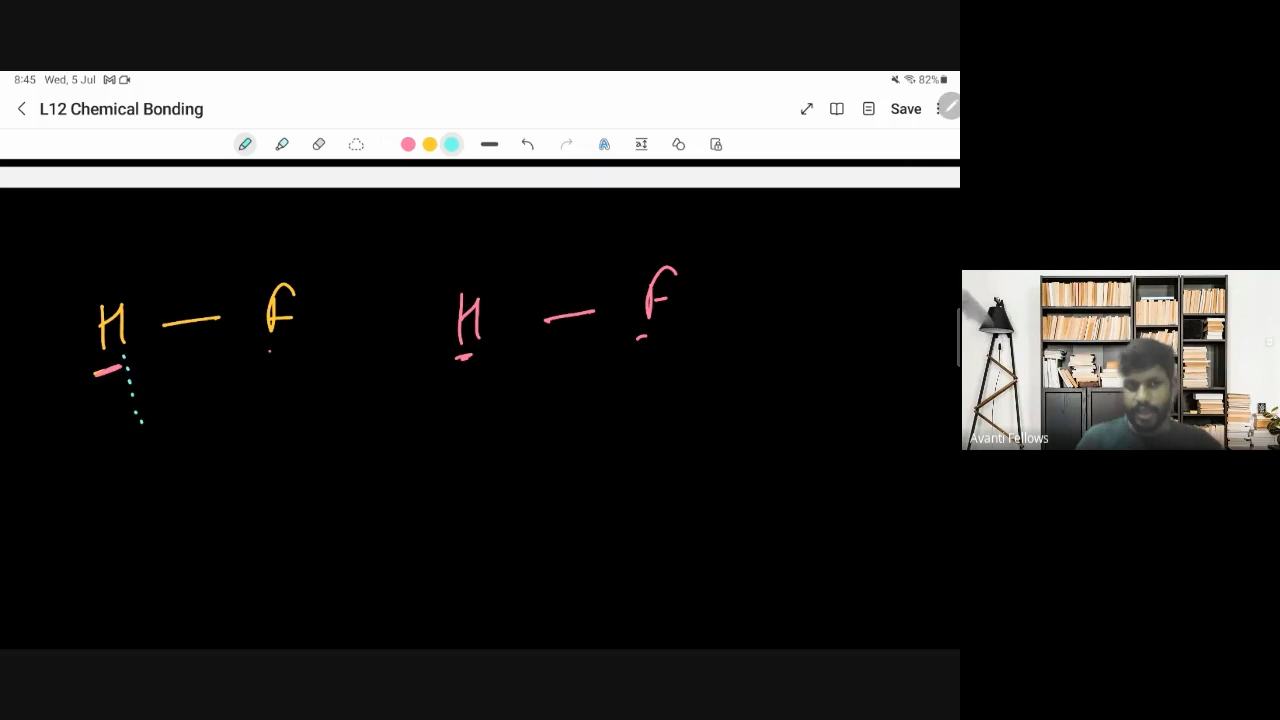 8:45 Wed, 5 Jul 82%
L12 Chemical Bonding Save
H — F H — F
Avanti Fellows